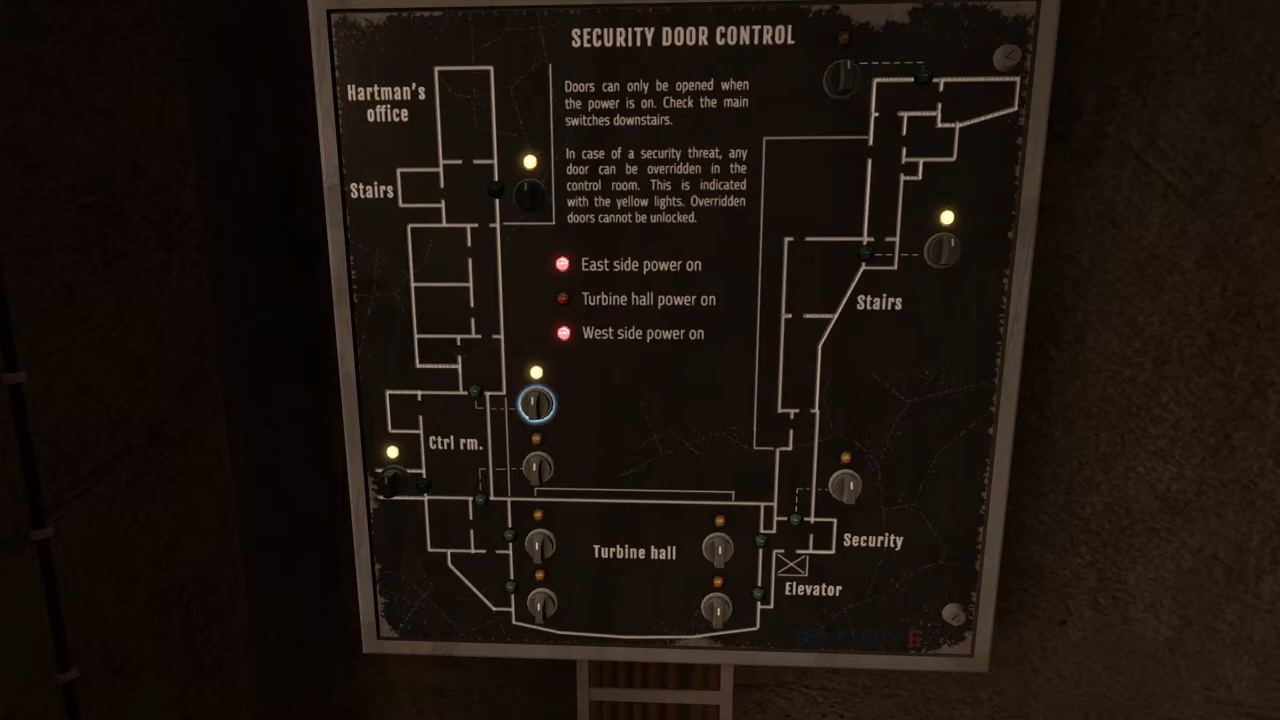 SECURITY DOOR CONTROL
Hartman's
office
Doors can only be opened when
the power is on. Check the main
switches downstairs.
In case of a security threat, any
door can be overridden in the
control room. This is indicated
with the yellow lights. Overridden
doors cannot be unlocked.
Stairs
East side power on
Turbine hall power on
West side power on
Stairs
Ctrl rm.
Turbine hall
Security
Elevator